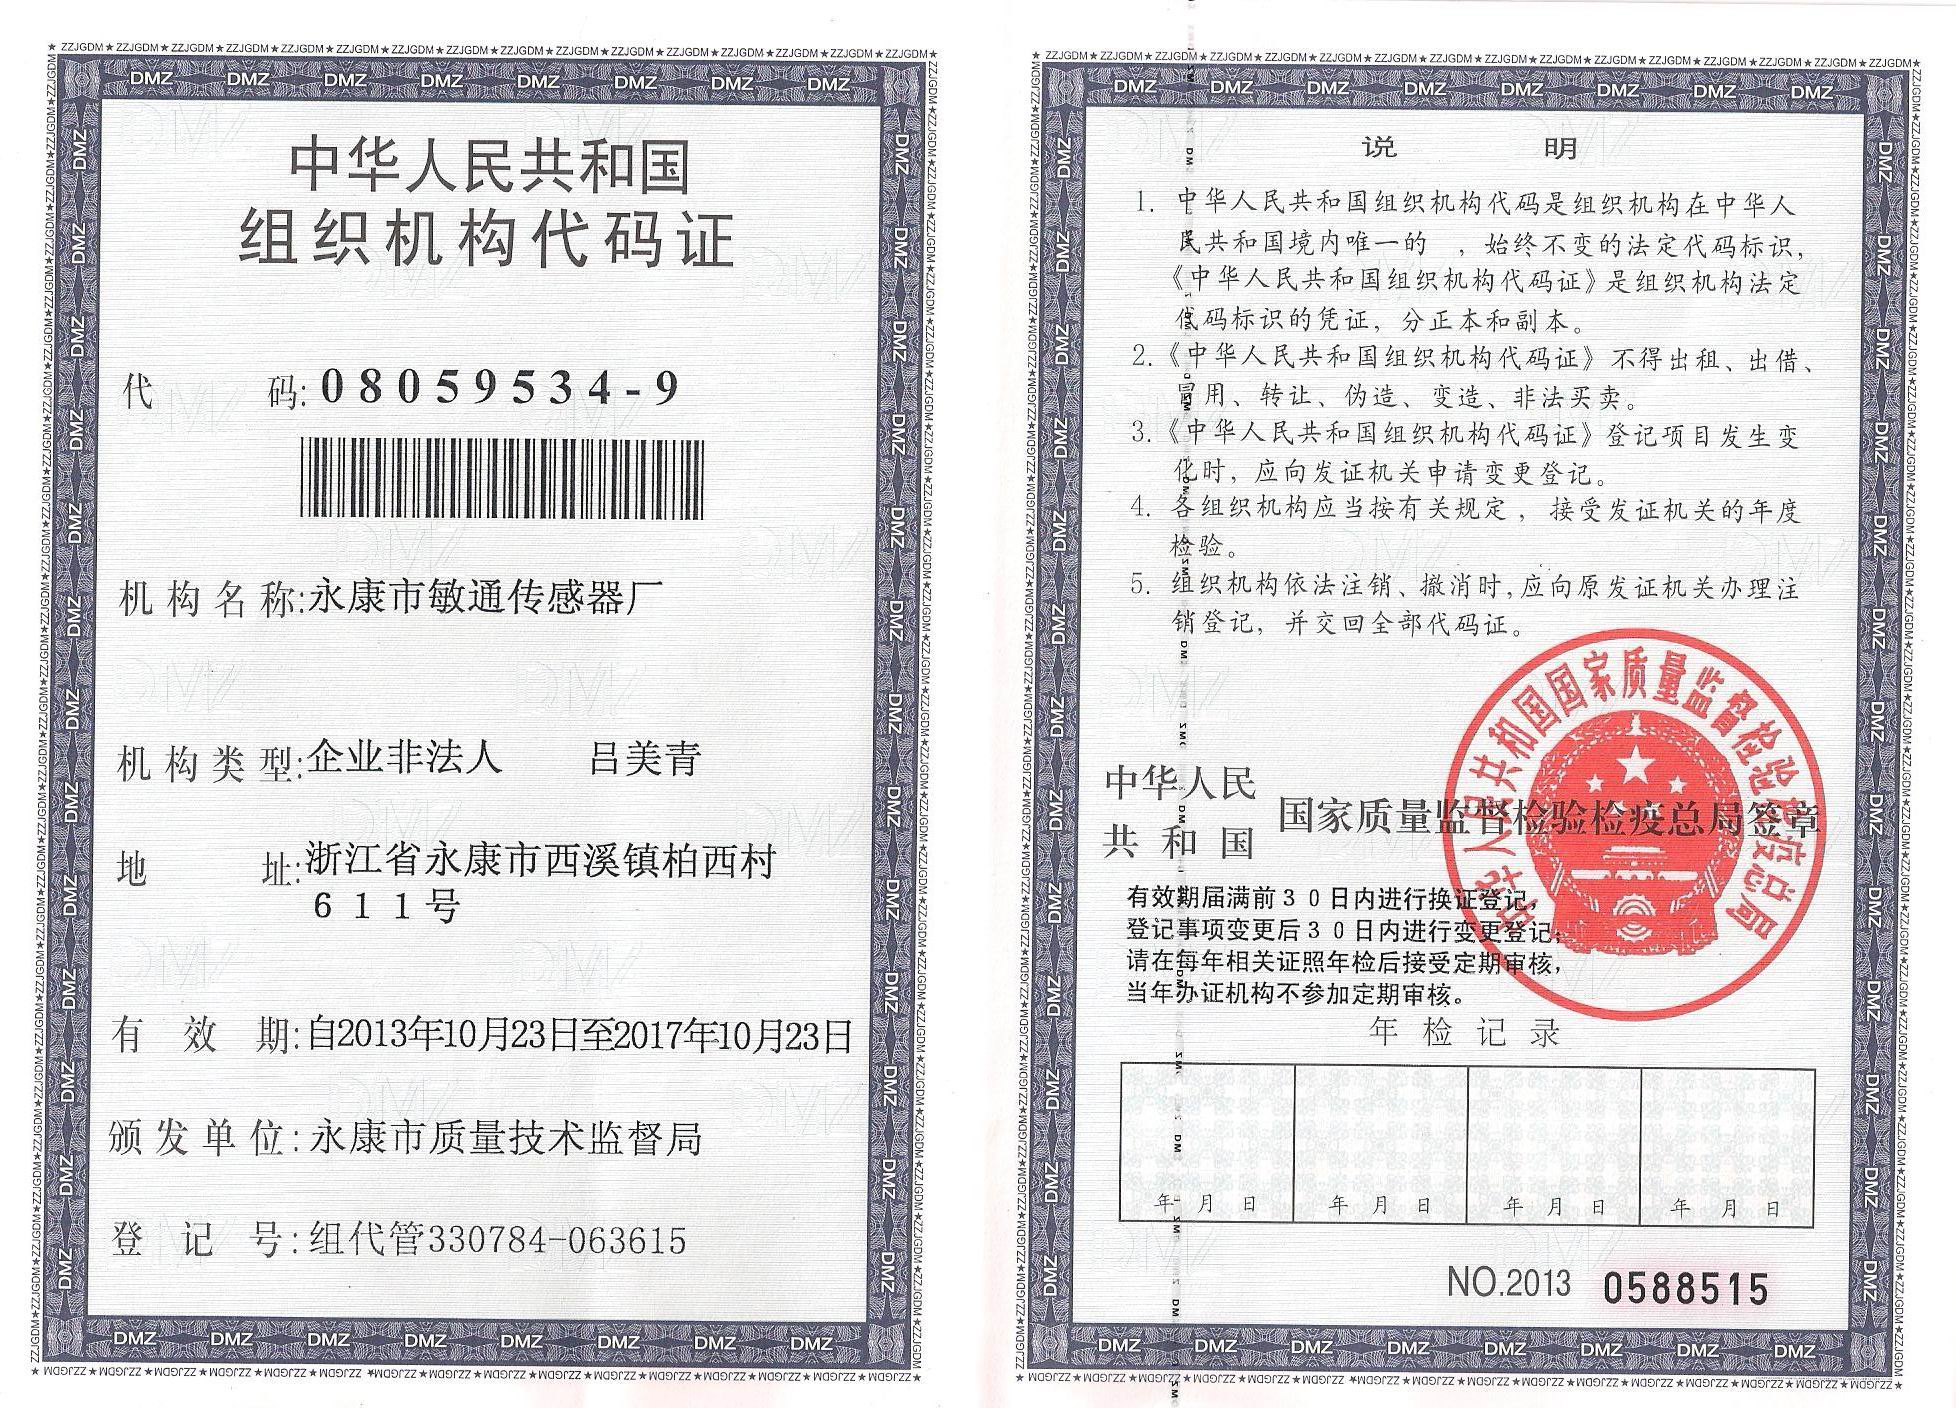 中华人民共和国
组织机构代码证
代 码:08059534-9
机构名称:永康市敏通传感器厂
机构类型:企业非法人 吕美青
地 址:浙江省永康市西溪镇柏西村
611号
有 效 期:自2013年10月23日至2017年10月23日
颁发单位:永康市质量技术监督局
登 记 号:组代管330784-063615
说 明
1. 中华人民共和国组织机构代码是组织机构在中华人
民共和国境内唯一的 ,始终不变的法定代码标识,
《中华人民共和国组织机构代码证》是组织机构法定
代码标识的凭证,分正本和副本。
2.《中华人民共和国组织机构代码证》不得出租、出借、
冒用、转让、伪造、变造、非法买卖。
3.《中华人民共和国组织机构代码证》登记项目发生变
化时,应向发证机关申请变更登记。
4. 各组织机构应当按有关规定,接受发证机关的年度
检验。
5. 组织机构依法注销、撤消时,应向原发证机关办理注
销登记,并交回全部代码证。
中华人民共和国国家质量监督检验检疫总局
中华人民
共和国 国家质量监督检验检疫总局签章
有效期届满前30日内进行换证登记,
登记事项变更后30日内进行变更登记,
请在每年相关证照年检后接受定期审核,
当年办证机构不参加定期审核。
年检记录
年 月 日 年 月 日 年 月 日 年 月 日
NO.2013 0588515